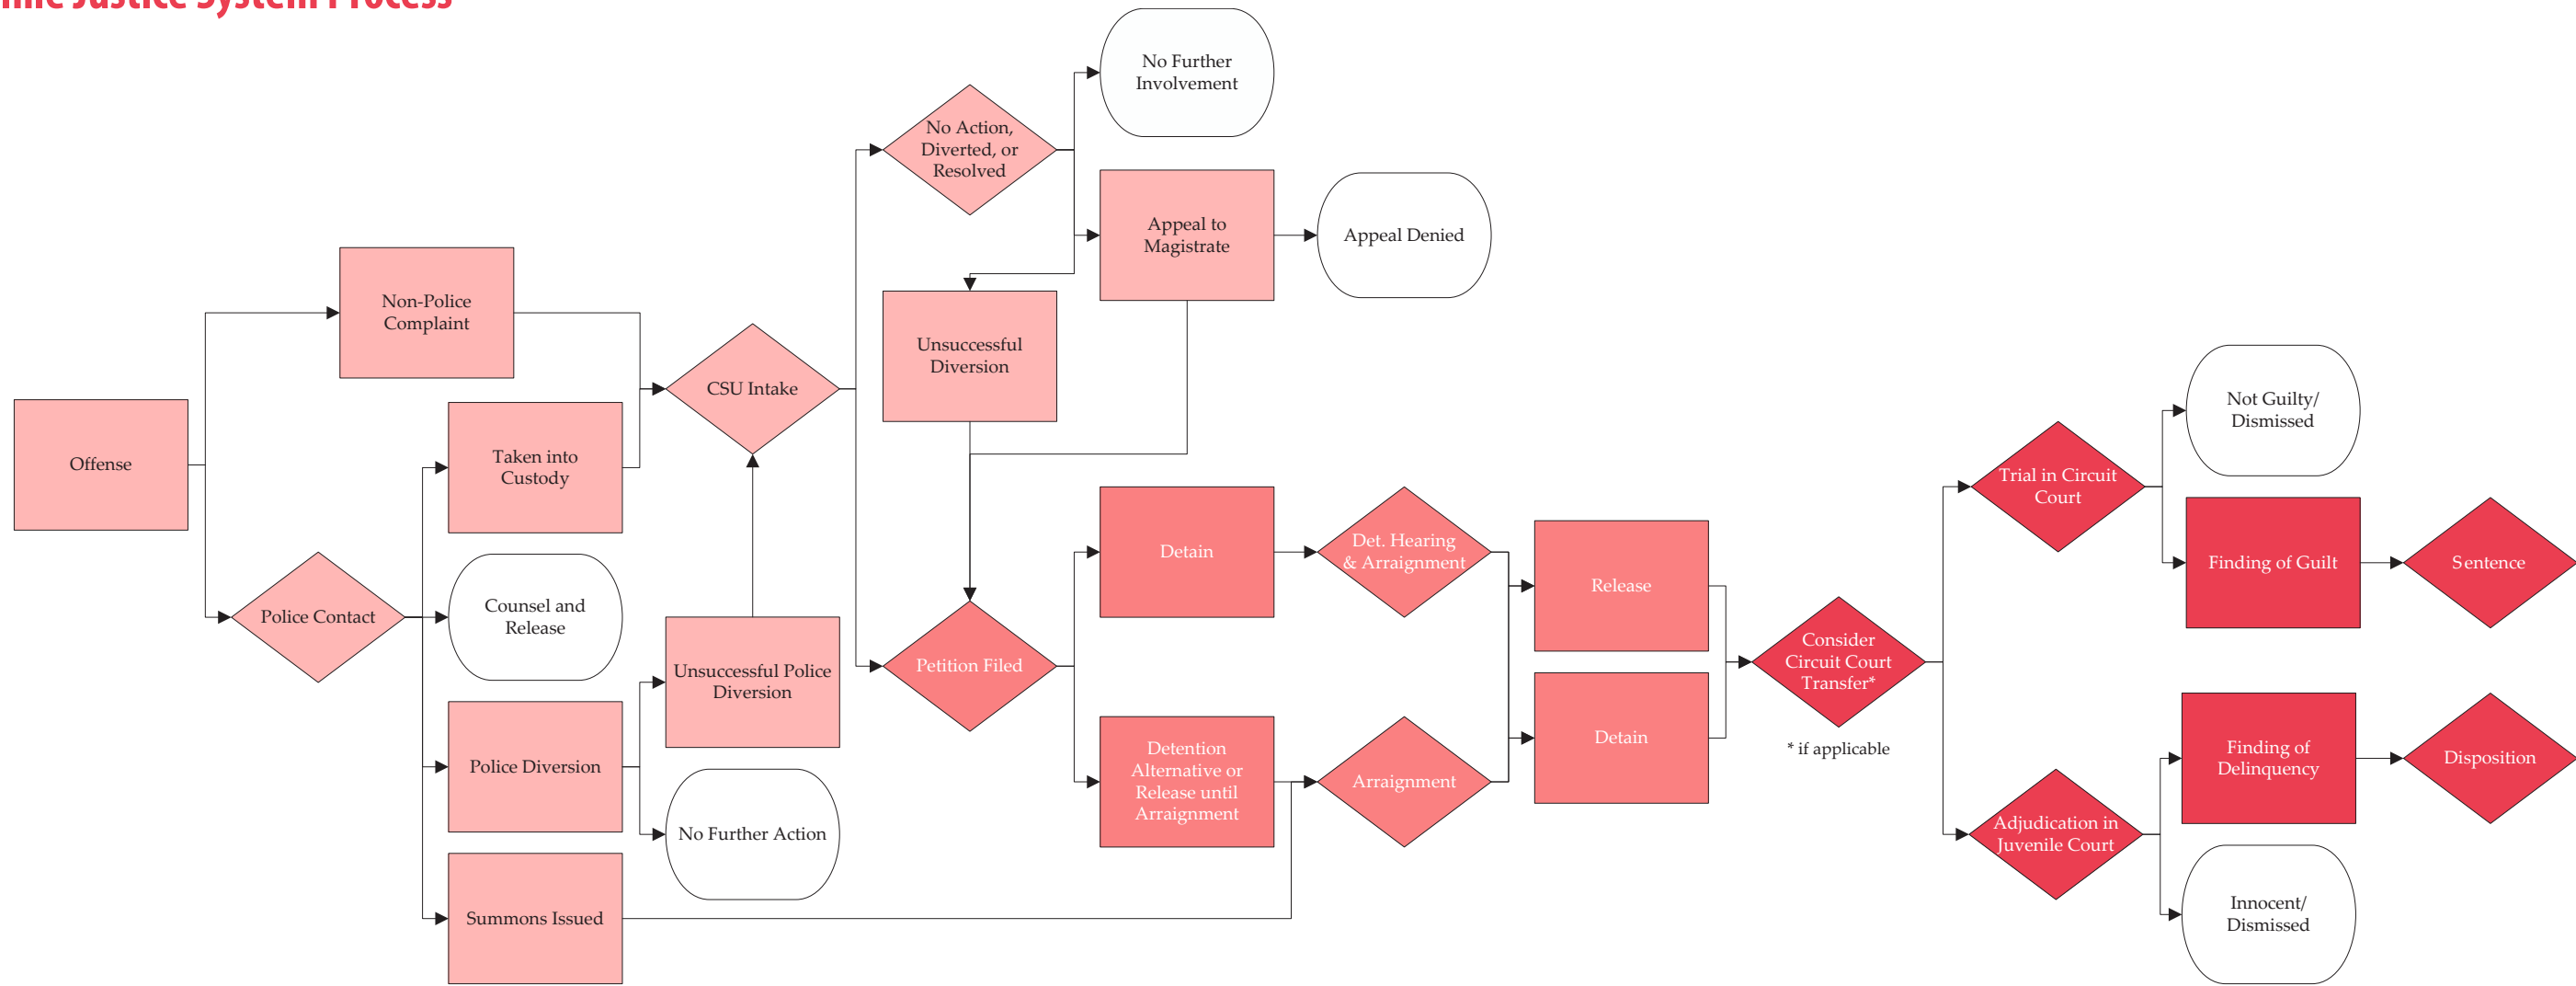 Justice System Process
No Further
Involvement
No Action,
Diverted, or
Resolved
Appeal to
Magistrate
Appeal Denied
Non-Police
Complaint
Unsuccessful
Diversion
CSU Intake
Offense
Taken into
Custody
Counsel and
Release
Police Contact
Unsuccessful Police
Diversion
Police Diversion
No Further Action
Summons Issued
Petition Filed
Detain
Det. Hearing
& Arraignment
Detention
Alternative or
Release until
Arraignment
Arraignment
Release
Detain
Consider
Circuit Court
Transfer*
* if applicable
Trial in Circuit
Court
Not Guilty/
Dismissed
Finding of Guilt
Sentence
Adjudication in
Juvenile Court
Finding of
Delinquency
Disposition
Innocent/
Dismissed